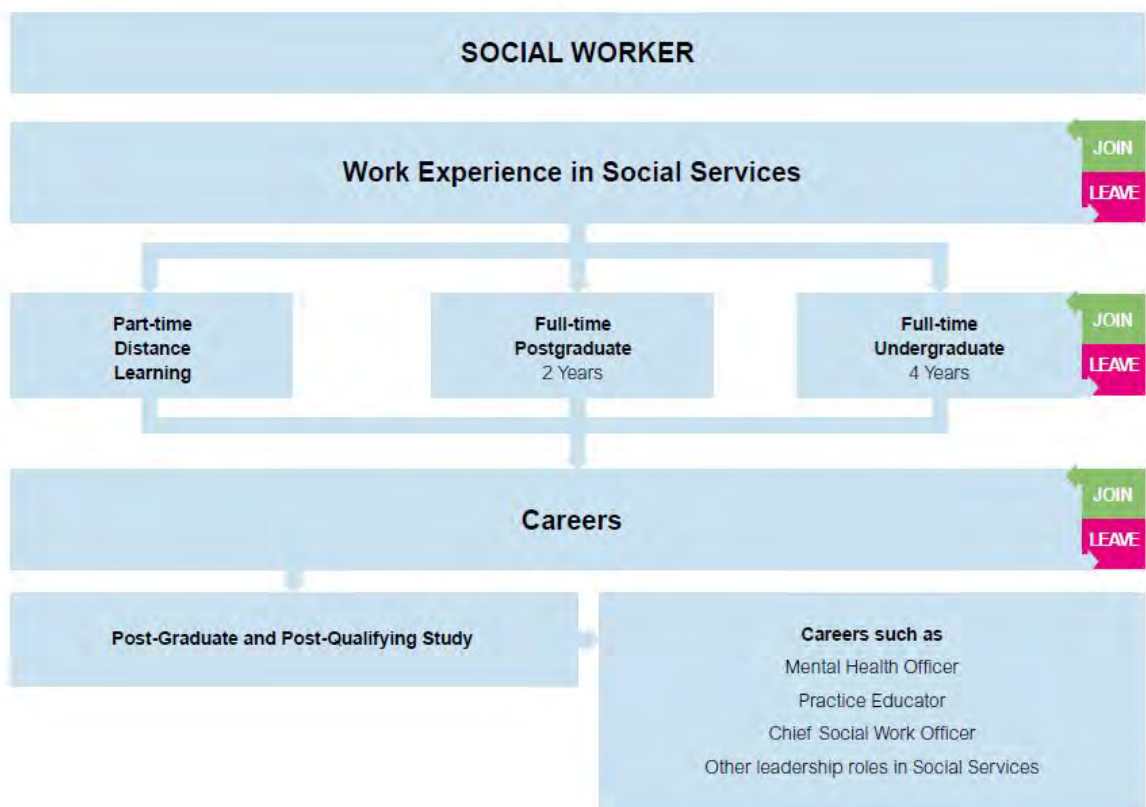 SOCIAL WORKER
Work Experience in Social Services
JOIN
LEAVE
Part-time
Distance
Learning
Full-time
Postgraduate
2 Years
Full-time
Undergraduate
4 Years
JOIN
LEAVE
Careers
JOIN
LEAVE
Post-Graduate and Post-Qualifying Study
Careers such as
Mental Health Officer
Practice Educator
Chief Social Work Officer
Other leadership roles in Social Services